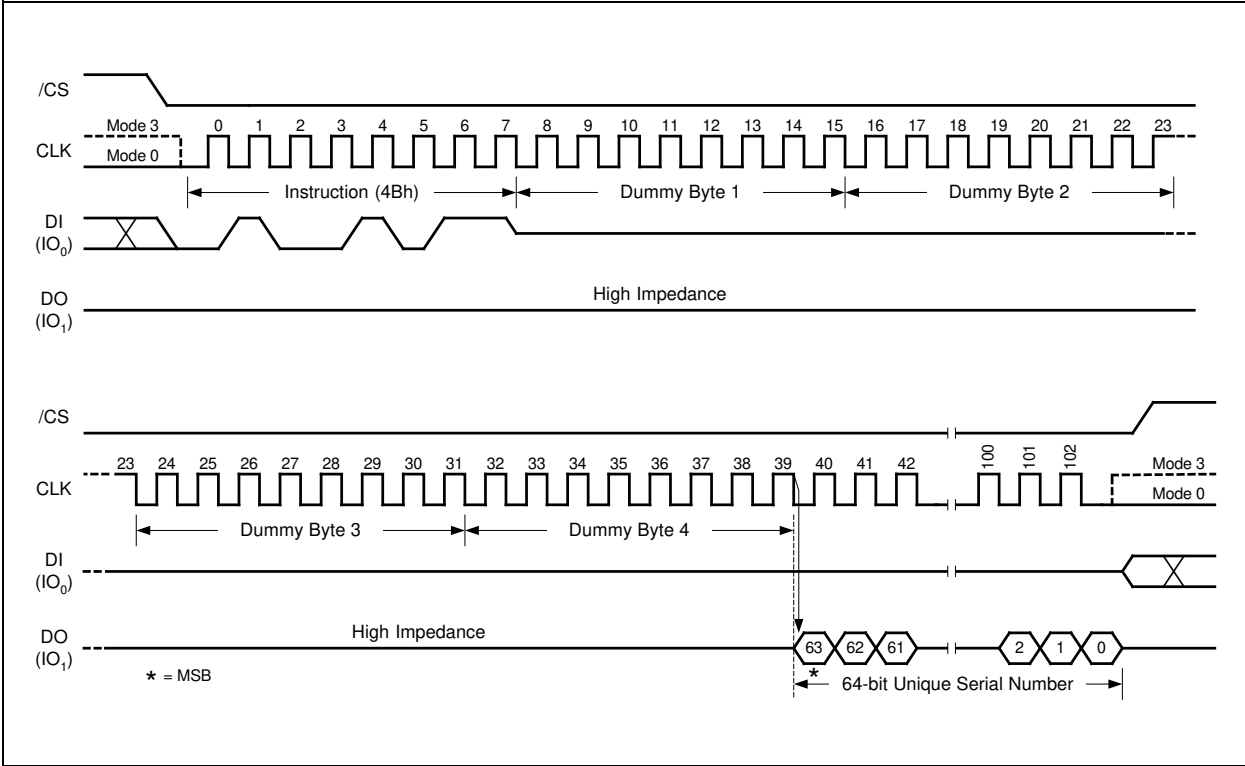 /CS
Mode 3 0 1 2 3 4 5 6 7 8 9 10 11 12 13 14 15 16 17 18 19 20 21 22 23
CLK Mode 0
Instruction (4Bh) Dummy Byte 1 Dummy Byte 2
DI
(IO0)
High Impedance
DO
(IO1)
/CS
23 24 25 26 27 28 29 30 31 32 33 34 35 36 37 38 39 40 41 42 100 101 102 Mode 3
CLK Mode 0
Dummy Byte 3 Dummy Byte 4
DI
(IO0)
High Impedance
DO 63 62 61 2 1 0
(IO1)
* = MSB * 64-bit Unique Serial Number